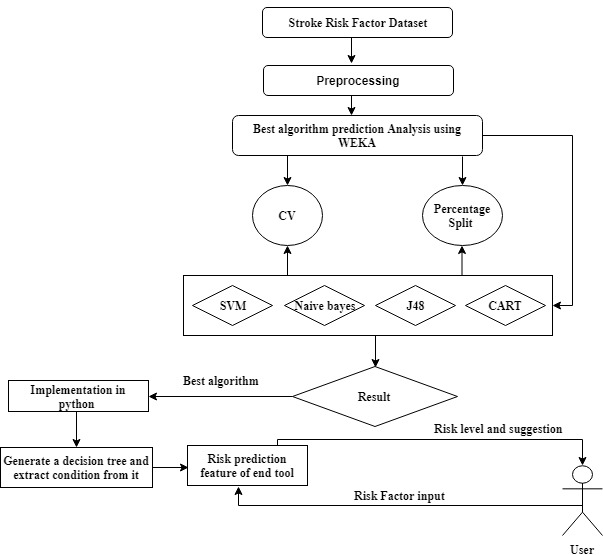 Stroke Risk Factor Dataset
Preprocessing
Best algorithm prediction Analysis using
WEKA
CV
Percentage
Split
SVM
Naive bayes
J48
CART
Result
Best algorithm
Implementation in
python
Generate a decision tree and
extract condition from it
Risk prediction
feature of end tool
Risk level and suggestion
Risk Factor input
User